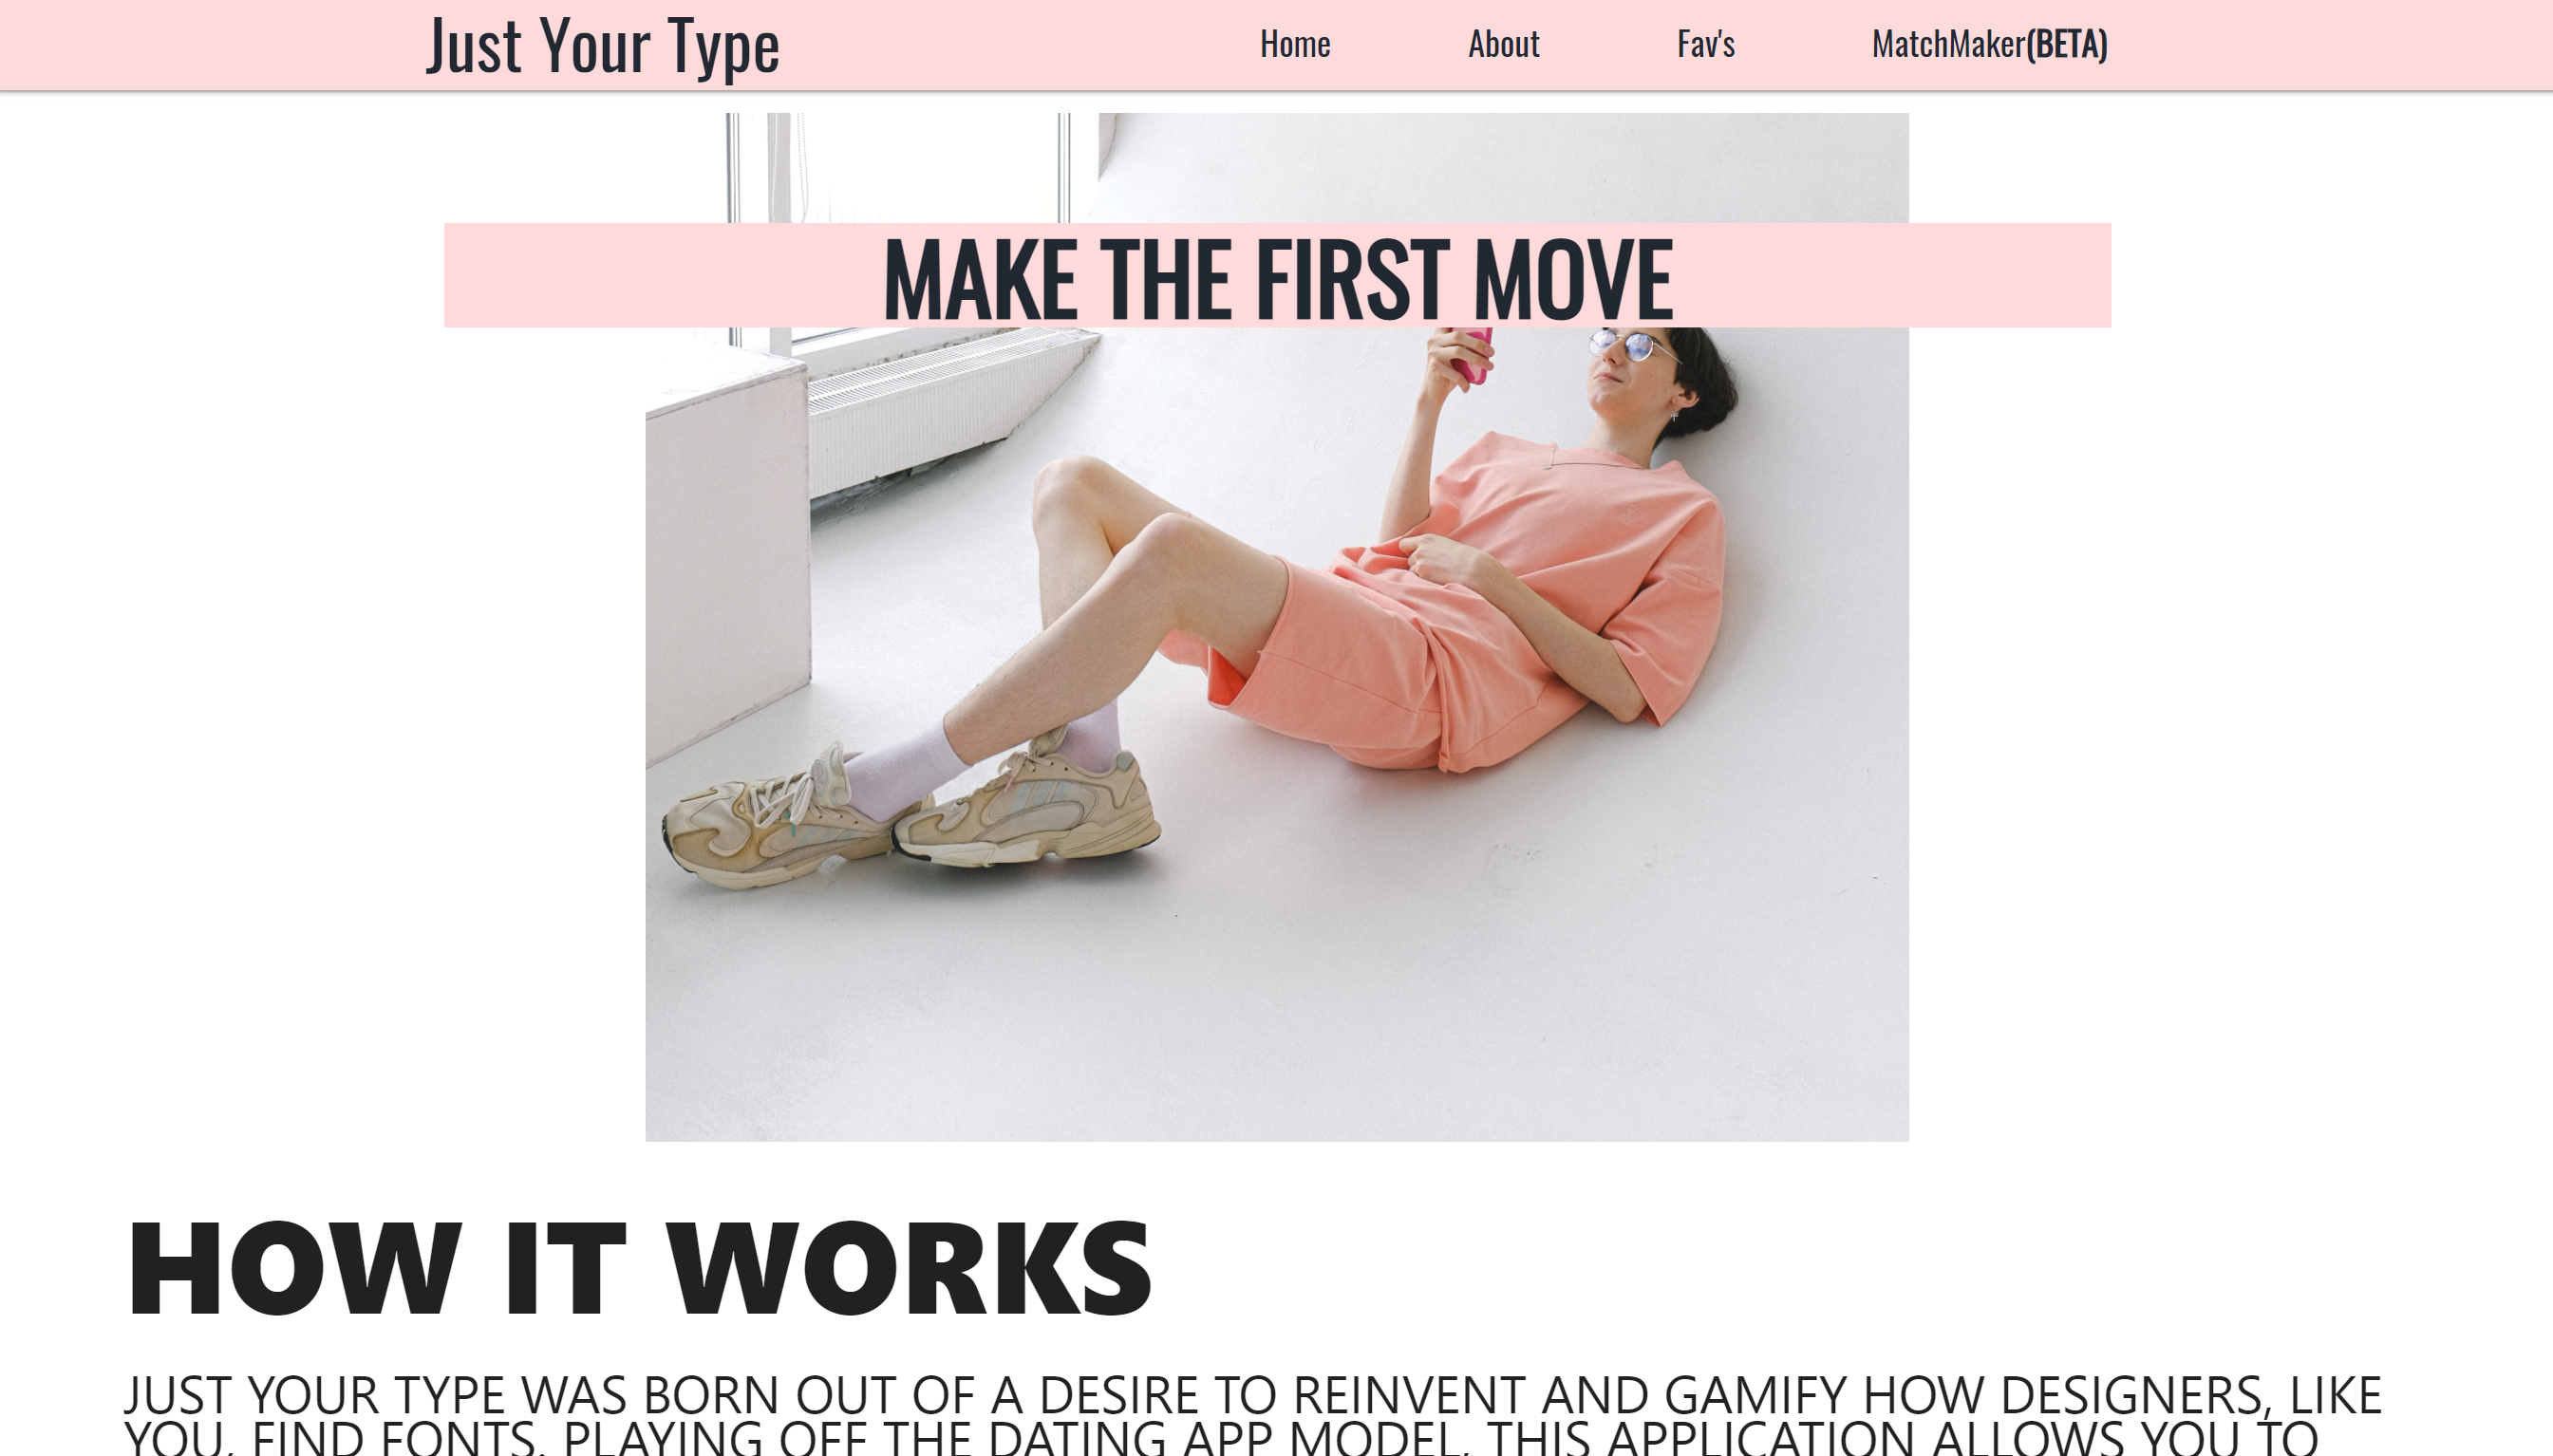 Just Your Type
Home About Fav's MatchMaker(BETA)
MAKE THE FIRST MOVE
HOW IT WORKS
JUST YOUR TYPE WAS BORN OUT OF A DESIRE TO REINVENT AND GAMIFY HOW DESIGNERS, LIKE
YOU, FIND FONTS. PLAYING OFF THE DATING APP MODEL, THIS APPLICATION ALLOWS YOU TO